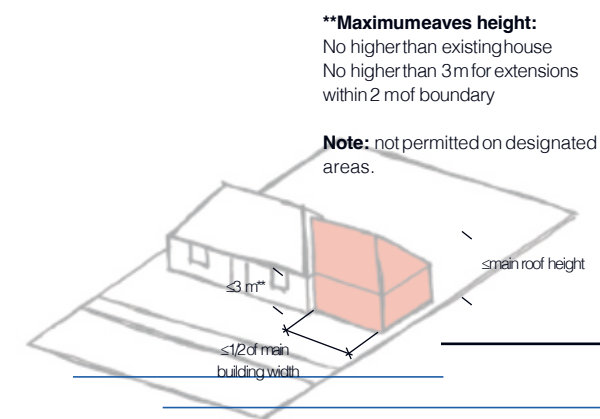 **Maximumeaves height:
No higher than existing house
No higher than 3 m for extensions
within 2 m of boundary
Note: not permitted on designated
areas.
≤main roof height
≤3 m**
≤1/2 of main
building width